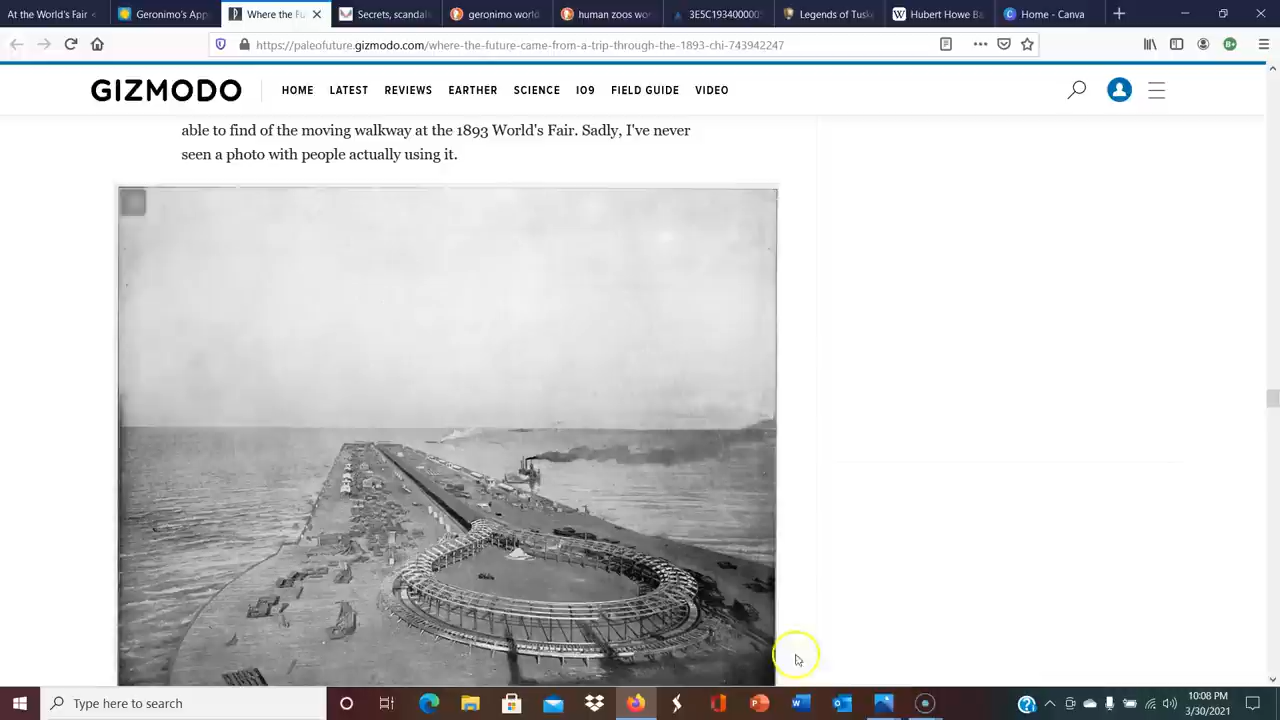 At the World's Fair
Geronimo's App
Where the Fu
Secrets, scandal
geronimo world
human zoos wo
3E5C1934000005
Legends of Tusk
Hubert Howe Ba
Home - Canva
https://paleofuture.gizmodo.com/where-the-future-came-from-a-trip-through-the-1893-chi-743942247
GIZMODO
HOME LATEST REVIEWS EARTHER SCIENCE IO9 FIELD GUIDE VIDEO
able to find of the moving walkway at the 1893 World's Fair. Sadly, I've never
seen a photo with people actually using it.
Type here to search
10:08 PM
3/30/2021